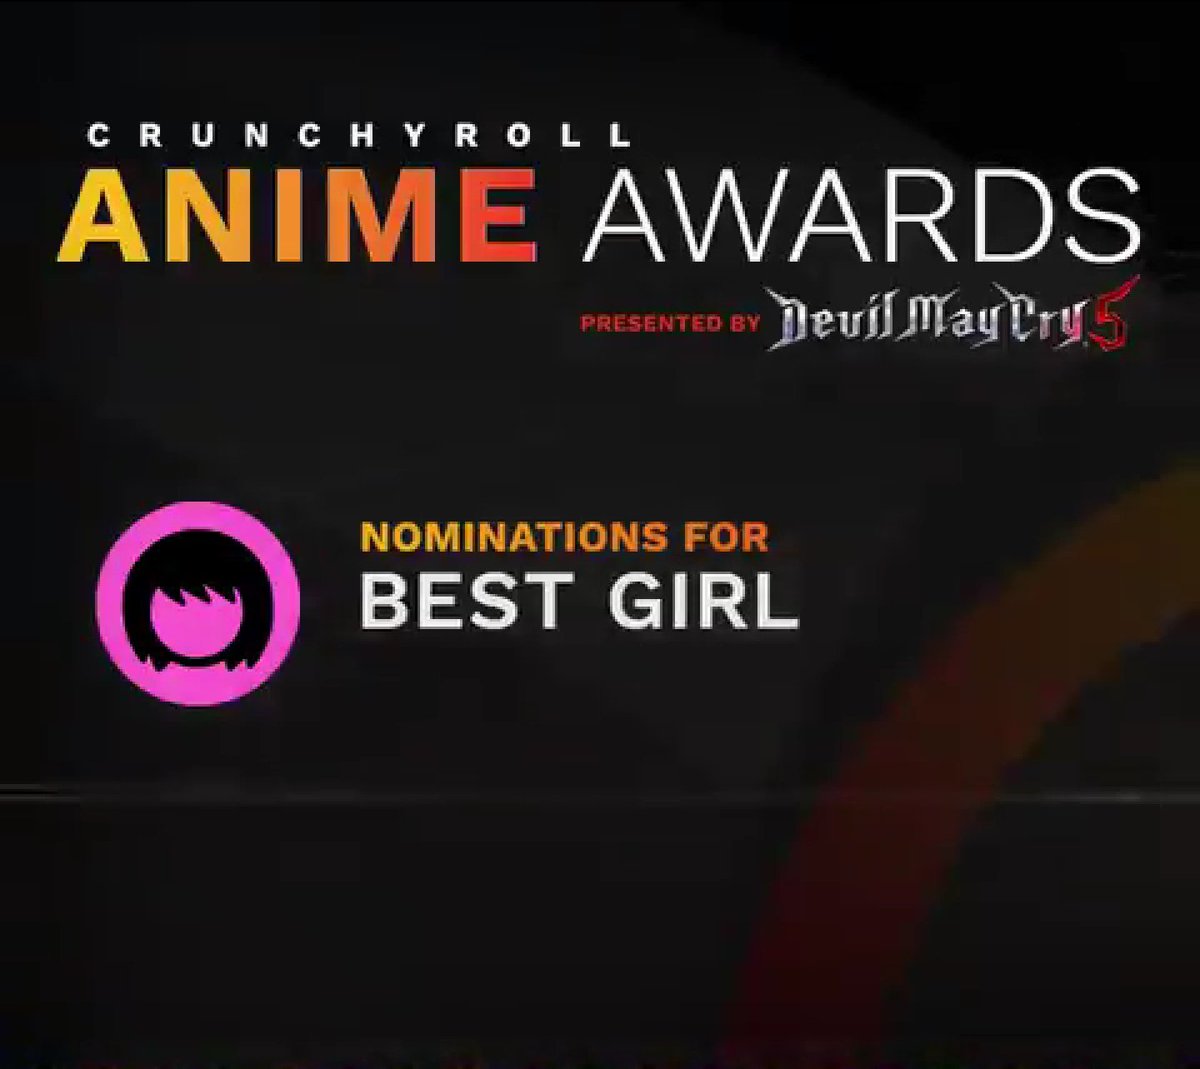 CRUNCHYROLL
ANIME AWARDS
PRESENTED BY Devil May Cry 5
NOMINATIONS FOR
BEST GIRL